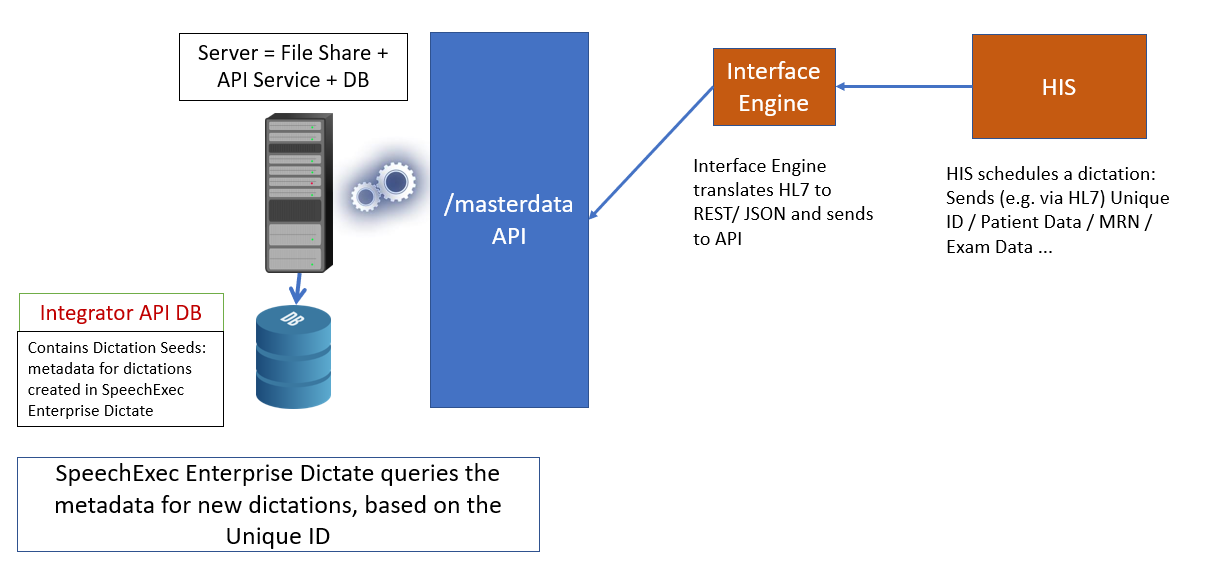 Server = File Share +
API Service + DB
/masterdata
API
Interface
Engine
HIS
Interface Engine
translates HL7 to
REST/ JSON and sends
to API
HIS schedules a dictation:
Sends (e.g. via HL7) Unique
ID / Patient Data / MRN /
Exam Data ...
Integrator API DB
Contains Dictation Seeds:
metadata for dictations
created in SpeechExec
Enterprise Dictate
DB
SpeechExec Enterprise Dictate queries the
metadata for new dictations, based on the
Unique ID